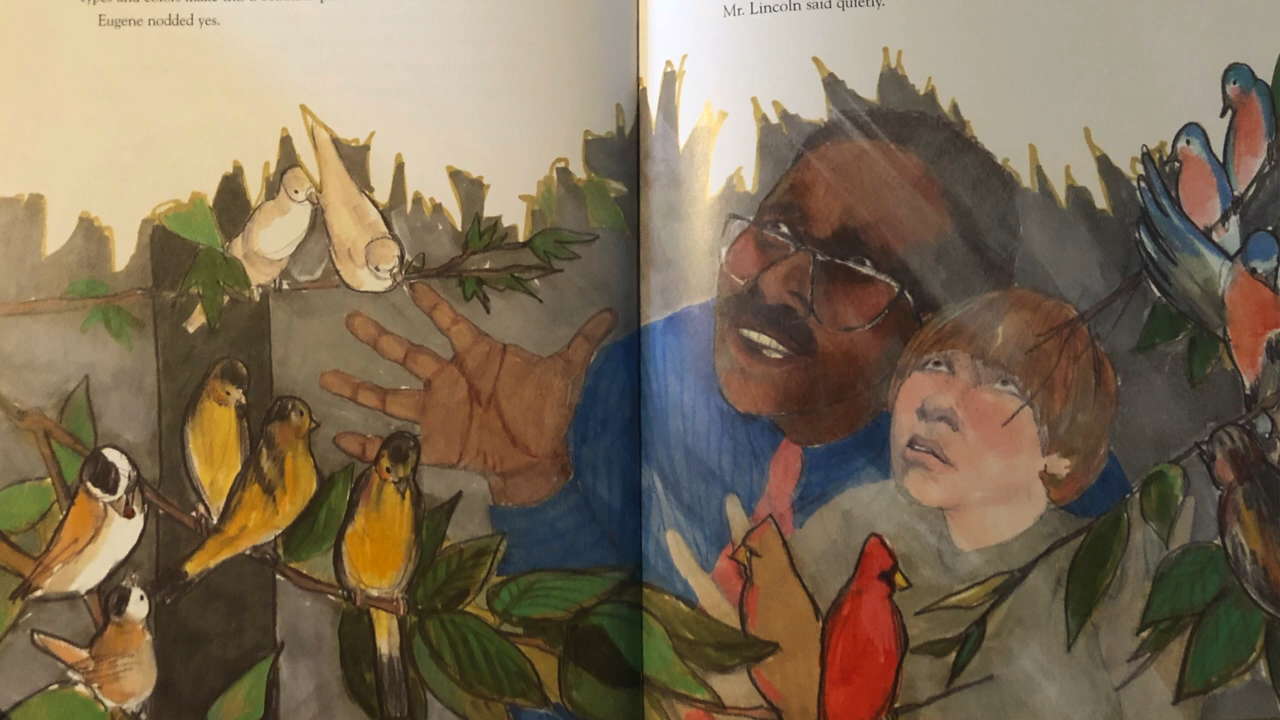 Eugene nodded yes.
Mr. Lincoln said quietly.